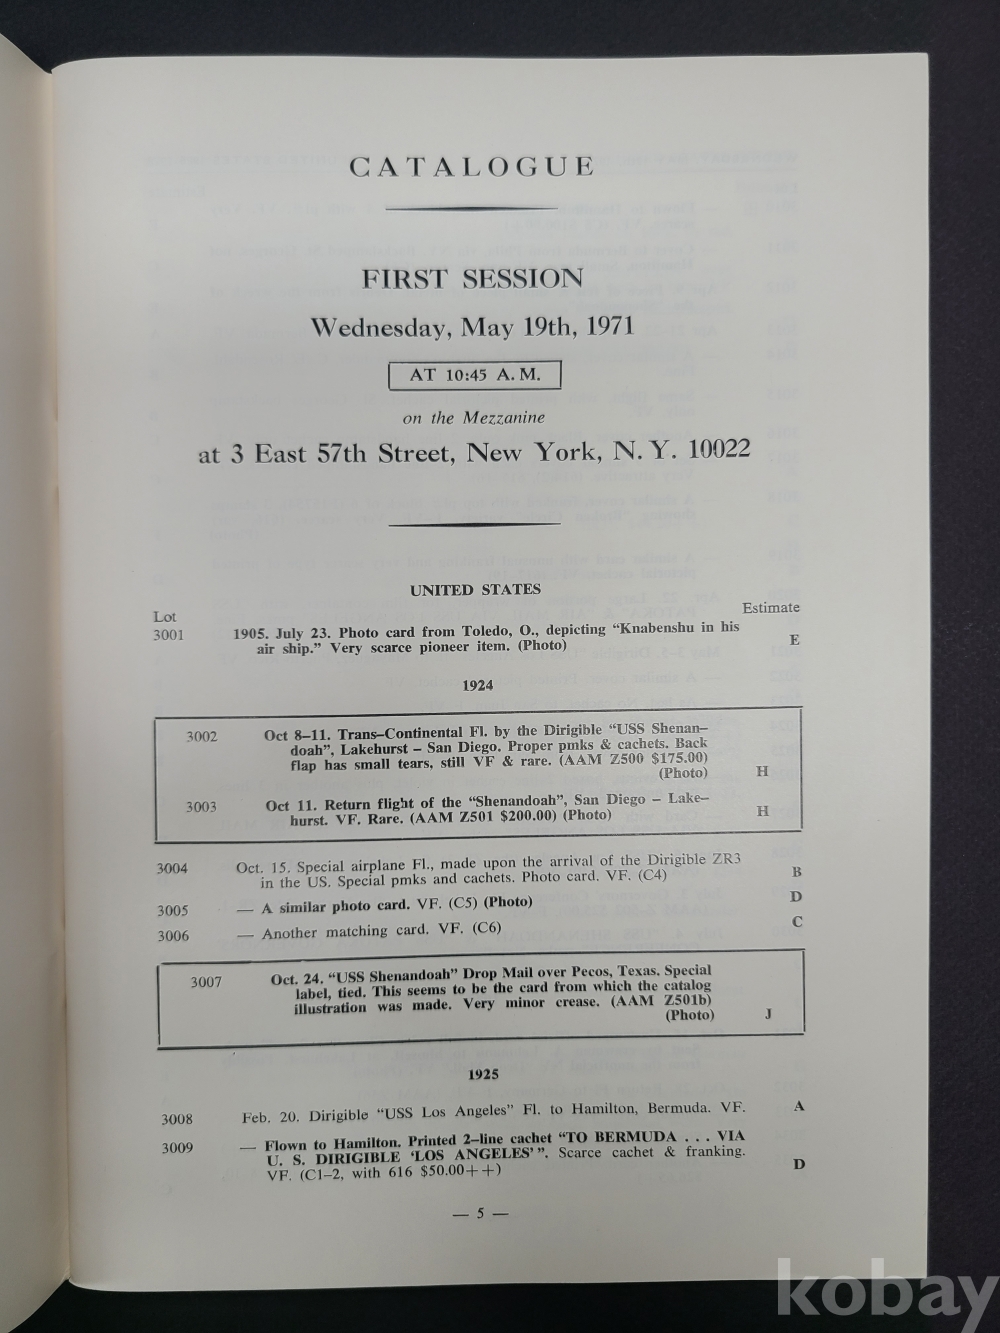 CATALOGUE
FIRST SESSION
Wednesday, May 19th, 1971
AT 10:45 A. M.
on the Mezzanine
at 3 East 57th Street, New York, N. Y. 10022
UNITED STATES
Lot Estimate
3001 1905. July 23. Photo card from Toledo, O., depicting “Knabenshu in his
air ship.” Very scarce pioneer item. (Photo) E
1924
3002 Oct 8–11. Trans–Continental Fl. by the Dirigible “USS Shenan–
doah”, Lakehurst – San Diego. Proper pmks & cachets. Back
flap has small tears, still VF & rare. (AAM Z500 $175.00)
(Photo) H
3003 Oct 11. Return flight of the “Shenandoah”, San Diego – Lake–
hurst. VF. Rare. (AAM Z501 $200.00) (Photo) H
3004 Oct. 15. Special airplane Fl., made upon the arrival of the Dirigible ZR3
in the US. Special pmks and cachets. Photo card. VF. (C4) B
3005 — A similar photo card. VF. (C5) (Photo) D
3006 — Another matching card. VF. (C6) C
3007 Oct. 24. “USS Shenandoah” Drop Mail over Pecos, Texas. Special
label, tied. This seems to be the card from which the catalog
illustration was made. Very minor crease. (AAM Z501b)
(Photo) J
1925
3008 Feb. 20. Dirigible “USS Los Angeles” Fl. to Hamilton, Bermuda. VF. A
3009 — Flown to Hamilton. Printed 2–line cachet “TO BERMUDA . . . VIA
U. S. DIRIGIBLE ‘LOS ANGELES’ ”. Scarce cachet & franking.
VF. (C1–2, with 616 $50.00++) D
— 5 —
kobay